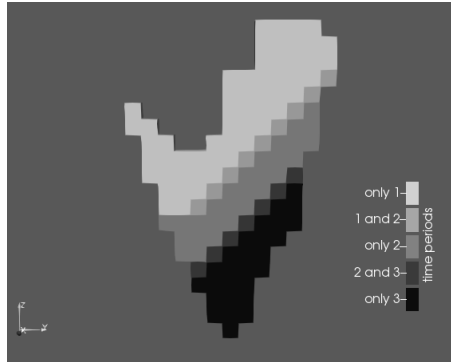 only 1
1 and 2
only 2
2 and 3
only 3
time periods
Z
X
Y